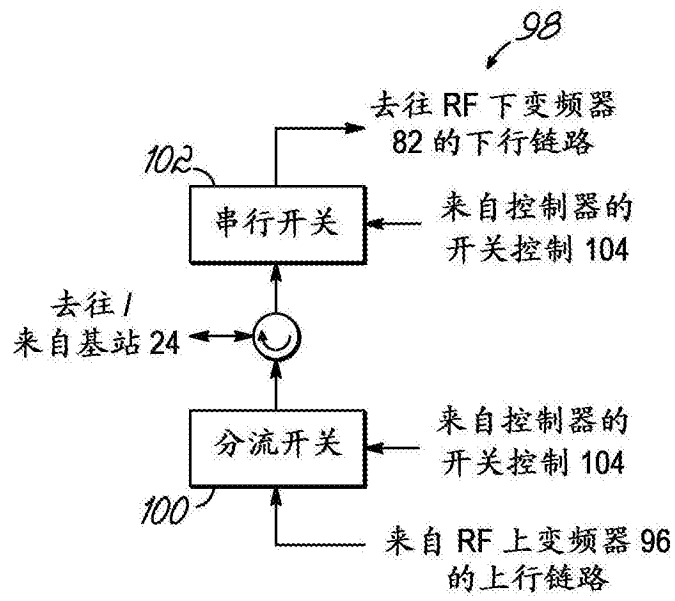 98
去往 RF 下变频器
82 的下行链路
102
串行开关
来自控制器的
开关控制 104
去往 /
来自基站 24
分流开关
来自控制器的
开关控制 104
100
来自 RF 上变频器 96
的上行链路